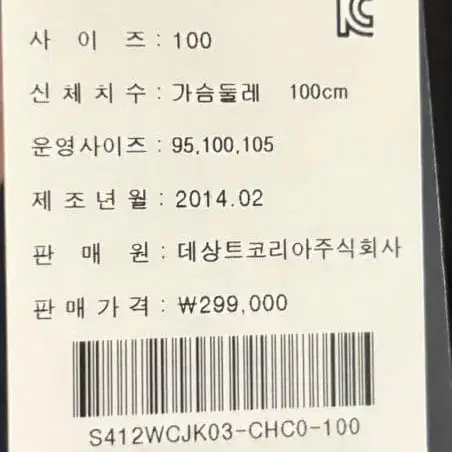 사 이 즈 : 100
신체치수 : 가슴둘레 100cm
운영사이즈 : 95,100,105
제조년월 : 2014.02
판 매 원 : 데상트코리아주식회사
판매가격 : ₩299,000
S412WCJK03-CHC0-100